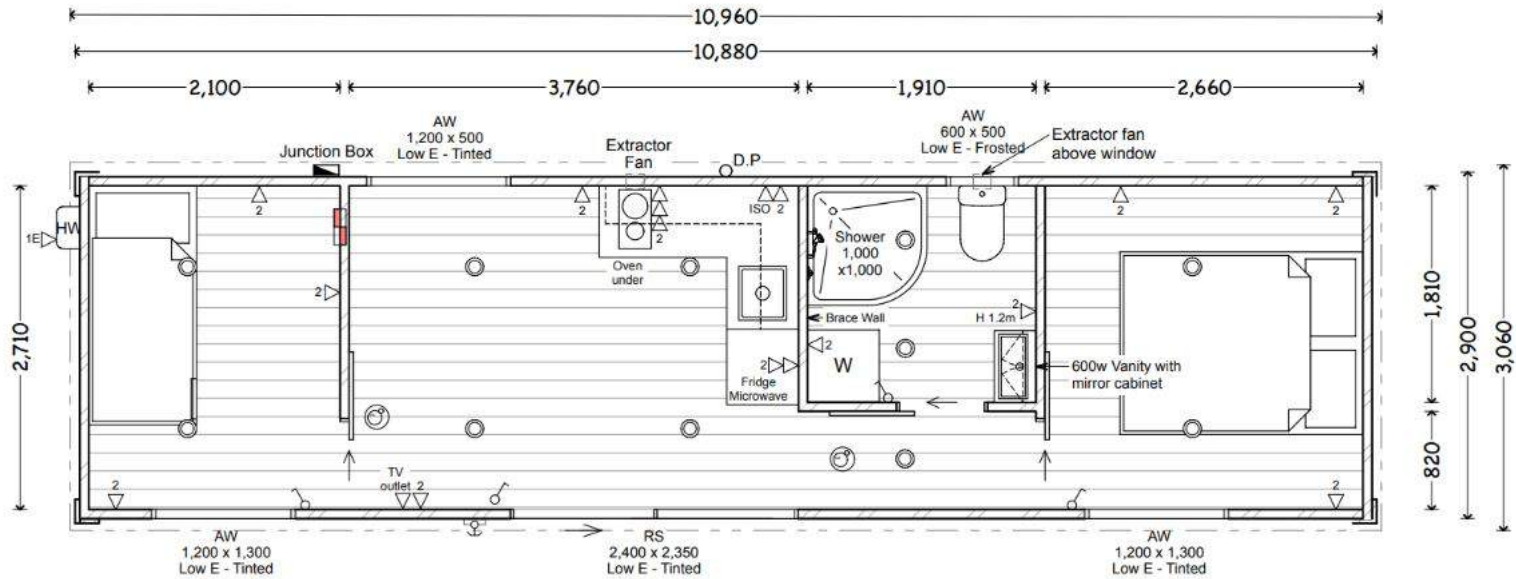 10,960
10,880
2,100
3,760
1,910
2,660
AW
1,200 x 500
Low E - Tinted
AW
600 x 500
Low E - Frosted
Extractor fan
above window
Junction Box
Extractor
Fan
D.P
2
2
2
ISO 2
2
2
HW
1E
Shower
1,000
x1,000
Oven
under
2
2
H 1.2m
Brace Wall
2
W
2
Fridge
Microwave
600w Vanity with
mirror cabinet
2,710
1,810
820
2,900
3,060
2
TV
outlet
2
2
AW
1,200 x 1,300
Low E - Tinted
RS
2,400 x 2,350
Low E - Tinted
AW
1,200 x 1,300
Low E - Tinted